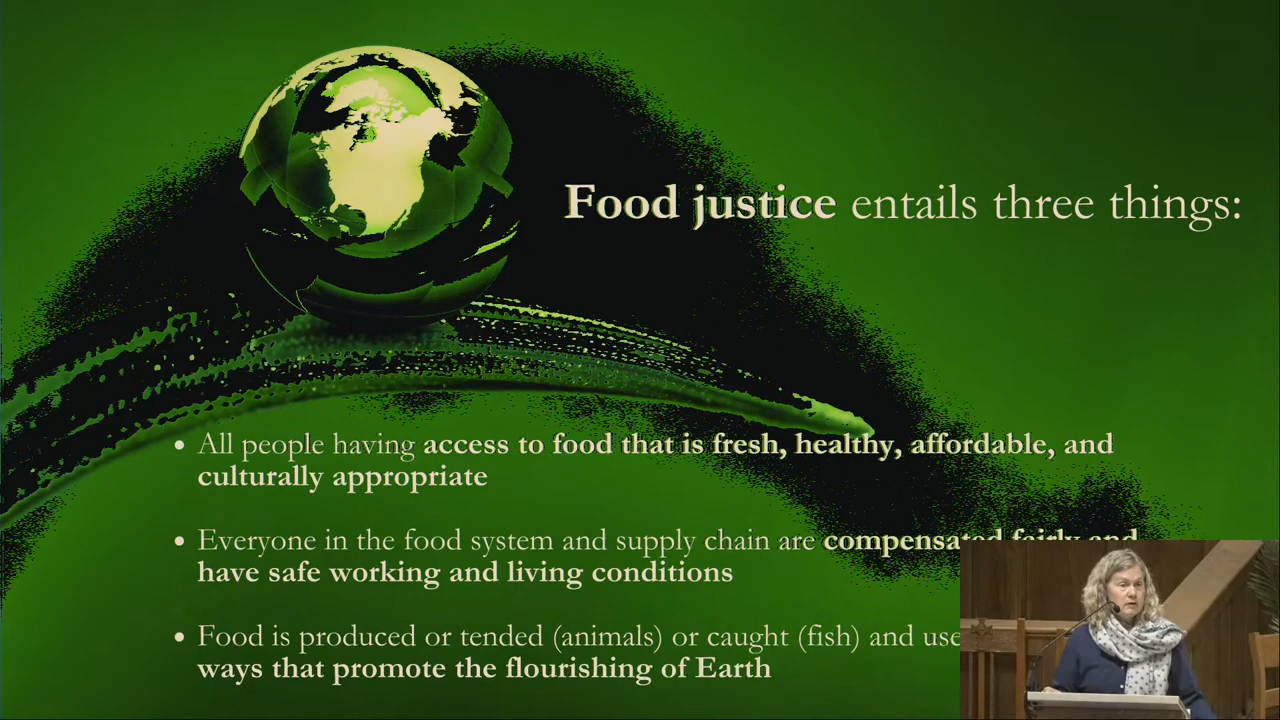 Food justice entails three things:
• All people having access to food that is fresh, healthy, affordable, and
culturally appropriate
• Everyone in the food system and supply chain are compensated fairly and
have safe working and living conditions
• Food is produced or tended (animals) or caught (fish) and use
ways that promote the flourishing of Earth